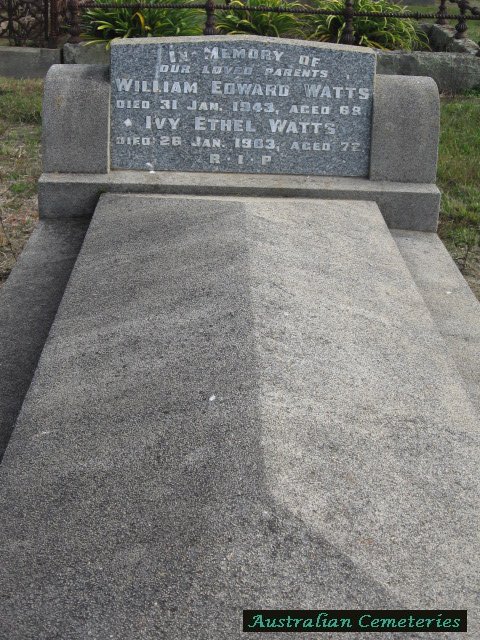 IN MEMORY OF
OUR LOVED PARENTS
WILLIAM EDWARD WATTS
DIED 31 JAN. 1943, AGED 68
IVY ETHEL WATTS
DIED 26 JAN. 1963, AGED 72
R.I.P
Australian Cemeteries